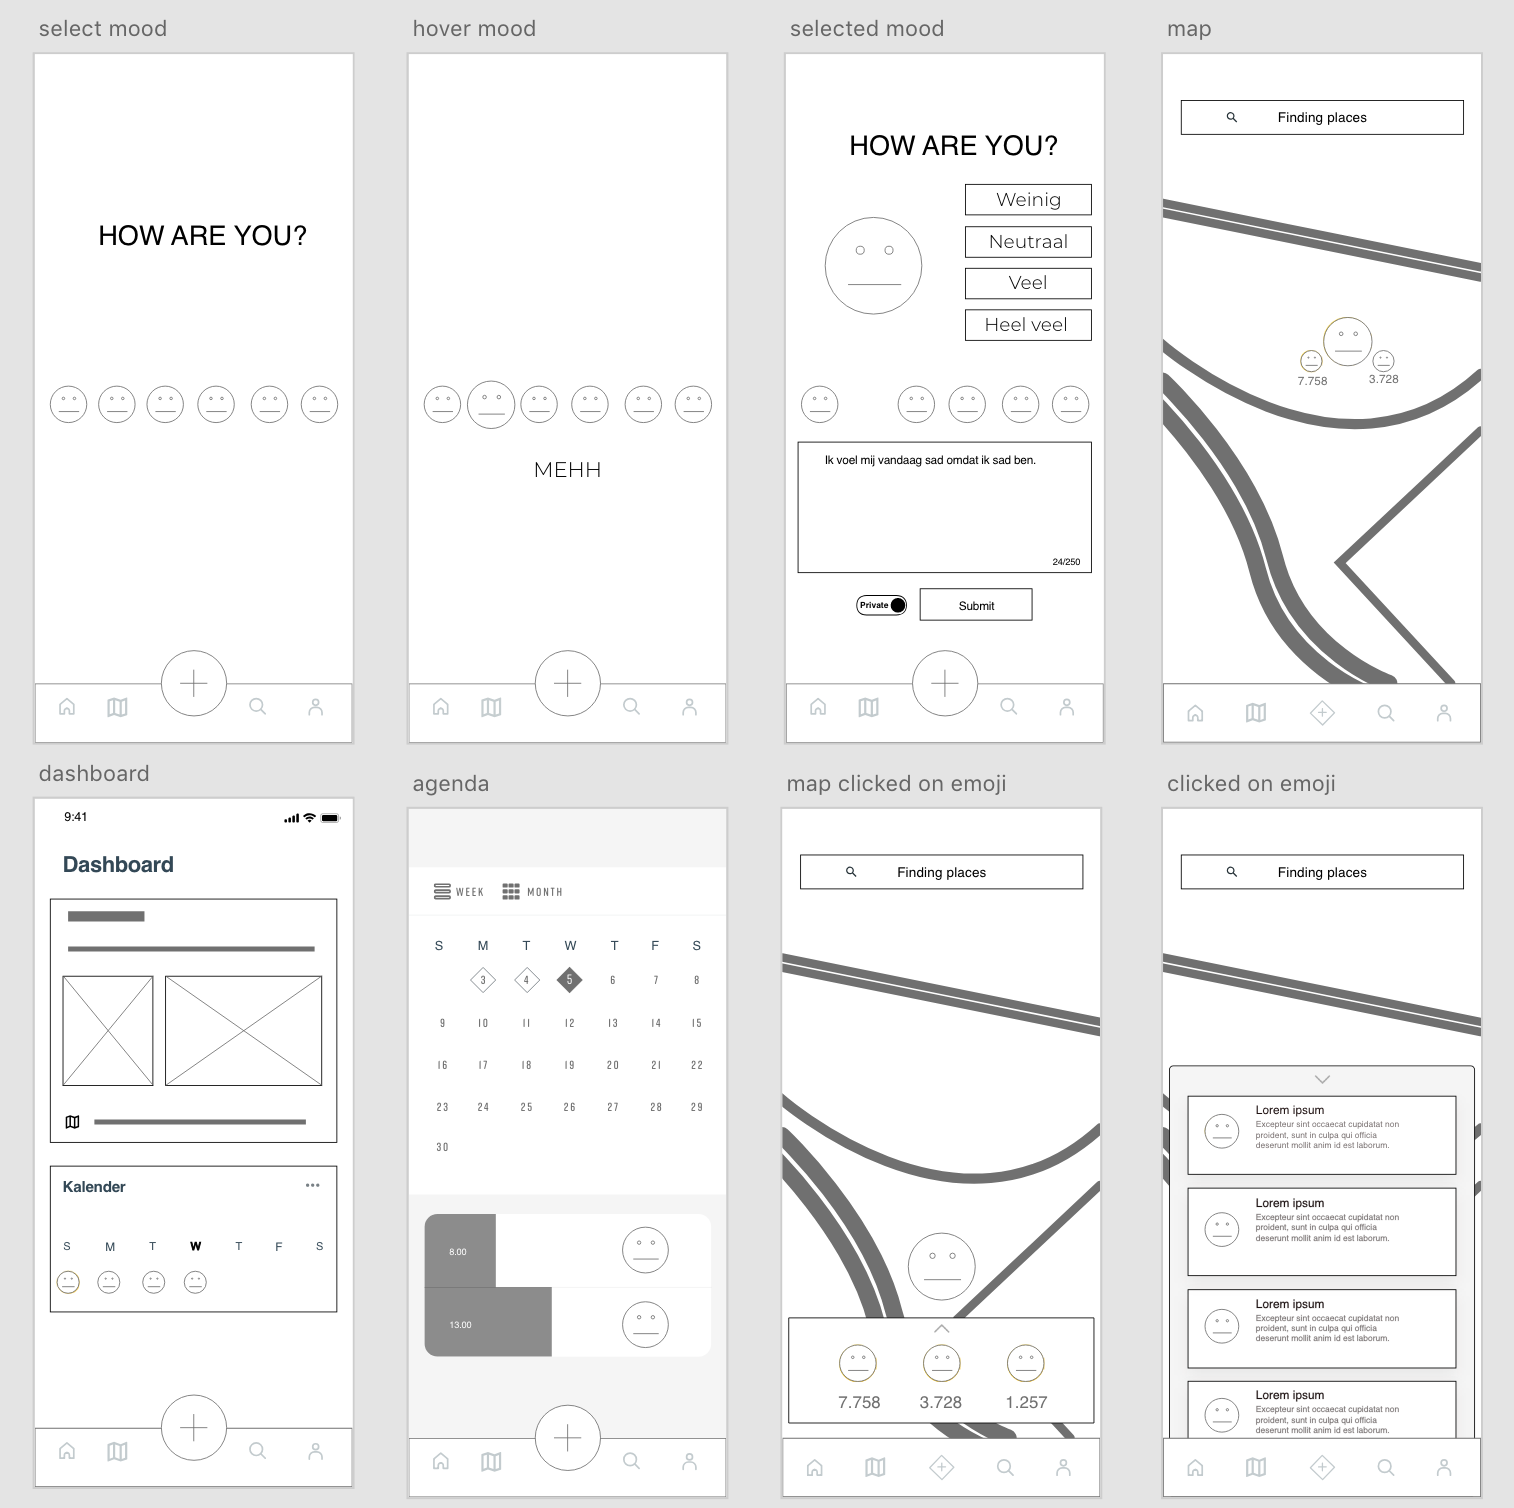 select mood
HOW ARE YOU?
hover mood
MEHH
selected mood
HOW ARE YOU?
Weinig
Neutraal
Veel
Heel veel
Ik voel mij vandaag sad omdat ik sad ben.
24/250
Private
Submit
map
Finding places
7.758
3.728
dashboard
9:41
Dashboard
Kalender
S M T W T F S
agenda
WEEK MONTH
S M T W T F S
3 4 5 6 7 8
9 10 11 12 13 14 15
16 17 18 19 20 21 22
23 24 25 26 27 28 29
30
8.00
13.00
map clicked on emoji
Finding places
7.758 3.728 1.257
clicked on emoji
Finding places
Lorem ipsum
Excepteur sint occaecat cupidatat non
proident, sunt in culpa qui officia
deserunt mollit anim id est laborum.
Lorem ipsum
Excepteur sint occaecat cupidatat non
proident, sunt in culpa qui officia
deserunt mollit anim id est laborum.
Lorem ipsum
Excepteur sint occaecat cupidatat non
proident, sunt in culpa qui officia
deserunt mollit anim id est laborum.
Lorem ipsum
Excepteur sint occaecat cupidatat non
proident, sunt in culpa qui officia
deserunt mollit anim id est laborum.